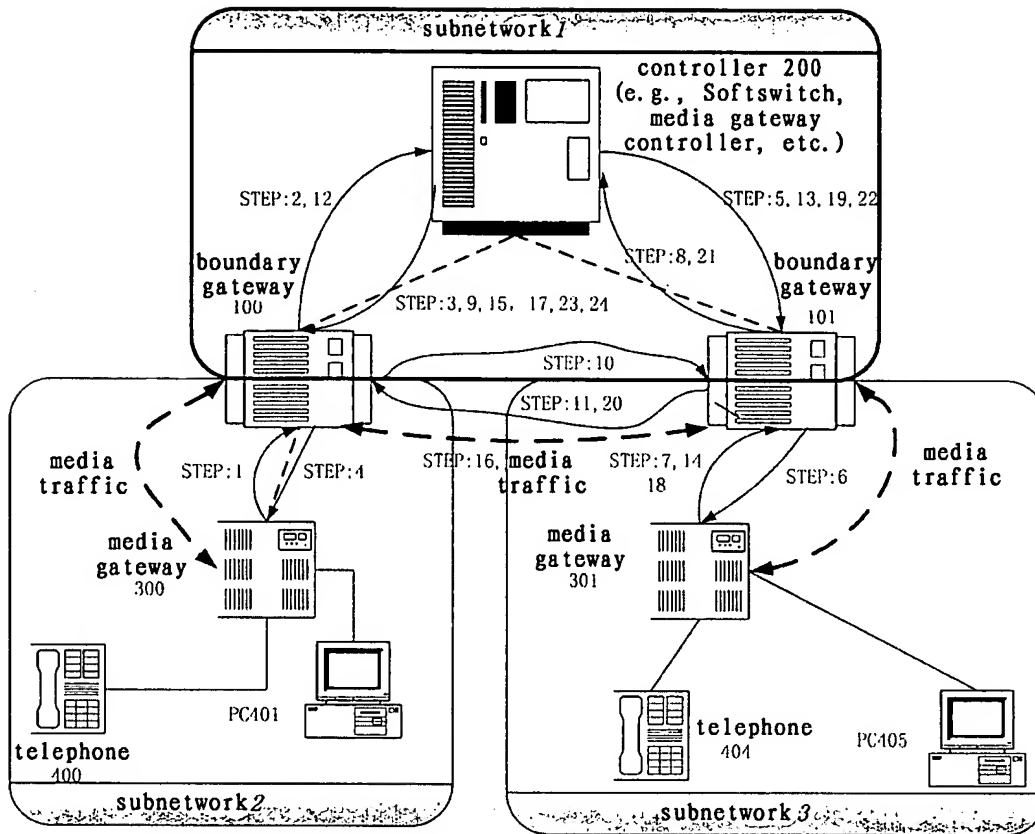 subnetwork1
controller 200
(e.g., Softswitch,
media gateway
controller, etc.)
STEP:2, 12
STEP:5, 13, 19, 22
boundary
gateway
100
STEP:8, 21
boundary
gateway
101
STEP:3, 9, 15, 17, 23, 24
STEP:10
STEP:11, 20
media
traffic
STEP:1
STEP:4
STEP:16,
media
traffic
STEP:7, 14
18
STEP:6
media
traffic
media
gateway
300
media
gateway
301
PC401
telephone
400
telephone
404
PC405
subnetwork2
subnetwork3